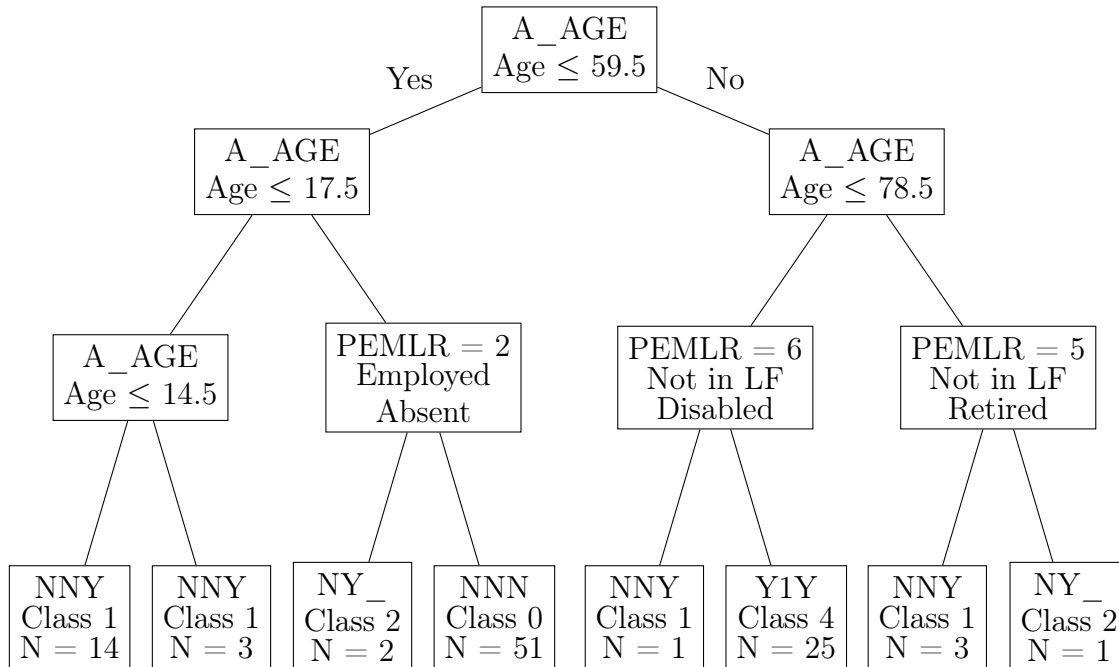 A_AGE
Age ≤ 59.5
Yes
No
A_AGE
Age ≤ 17.5
A_AGE
Age ≤ 78.5
A_AGE
Age ≤ 14.5
PEMLR = 2
Employed
Absent
PEMLR = 6
Not in LF
Disabled
PEMLR = 5
Not in LF
Retired
NNY
Class 1
N = 14
NNY
Class 1
N = 3
NY_
Class 2
N = 2
NNN
Class 0
N = 51
NNY
Class 1
N = 1
Y1Y
Class 4
N = 25
NNY
Class 1
N = 3
NY_
Class 2
N = 1